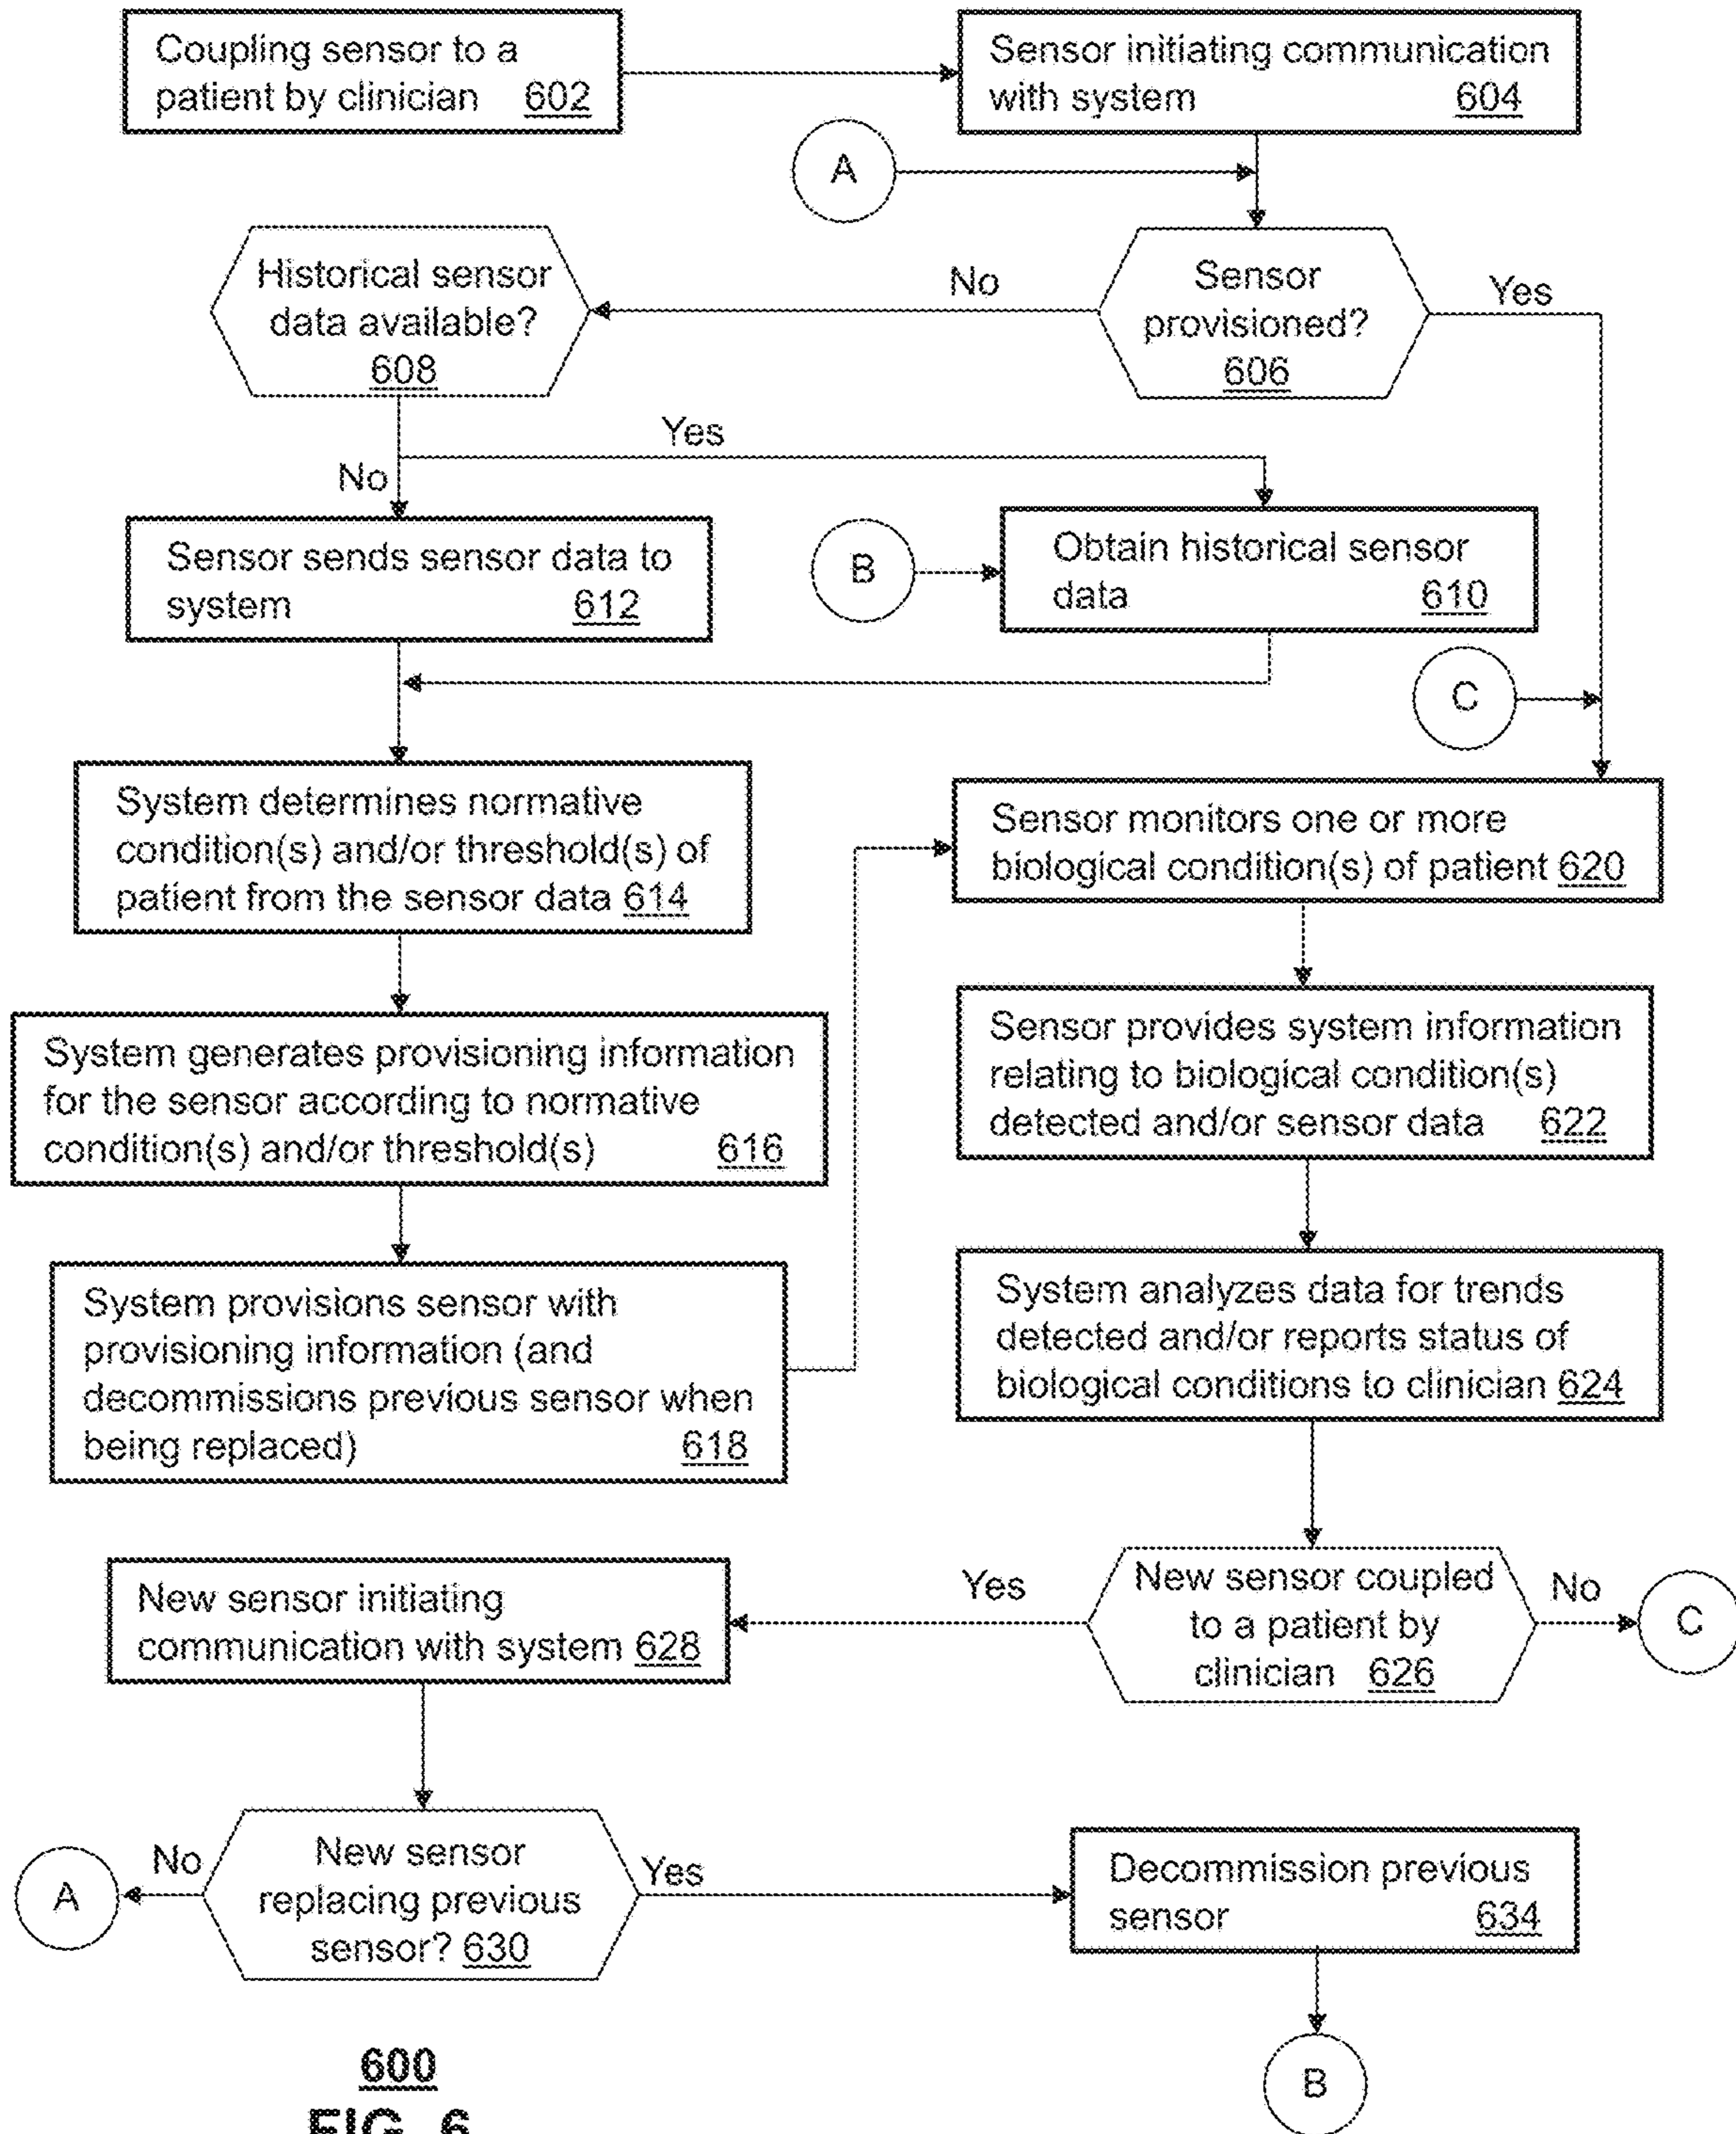 Coupling sensor to a
patient by clinician 602
Sensor initiating communication
with system 604
A
Historical sensor
data available?
608
No
Sensor
provisioned?
606
Yes
Yes
No
Sensor sends sensor data to
system 612
B
Obtain historical sensor
data 610
C
System determines normative
condition(s) and/or threshold(s) of
patient from the sensor data 614
Sensor monitors one or more
biological condition(s) of patient 620
System generates provisioning information
for the sensor according to normative
condition(s) and/or threshold(s) 616
Sensor provides system information
relating to biological condition(s)
detected and/or sensor data 622
System provisions sensor with
provisioning information (and
decommissions previous sensor when
being replaced) 618
System analyzes data for trends
detected and/or reports status of
biological conditions to clinician 624
New sensor initiating
communication with system 628
Yes
New sensor coupled
to a patient by
clinician 626
No
C
A
No
New sensor
replacing previous
sensor? 630
Yes
Decommission previous
sensor 634
B
600
FIG. 6